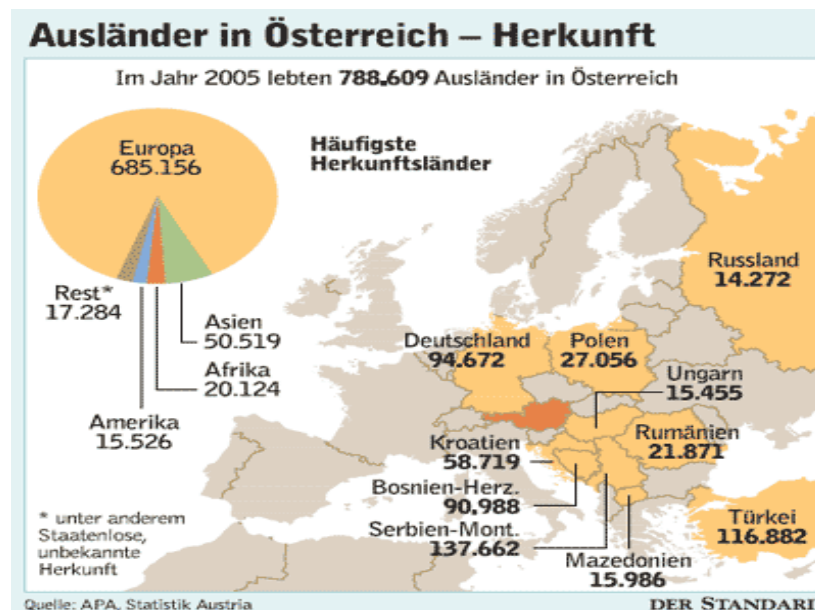 Ausländer in Österreich – Herkunft
Im Jahr 2005 lebten 788.609 Ausländer in Österreich
Europa
685.156
Häufigste
Herkunftsländer
Rest*
17.284
Asien
50.519
Afrika
20.124
Amerika
15.526
Russland
14.272
Deutschland
94.672
Polen
27.056
Ungarn
15.455
Kroatien
58.719
Rumänien
21.871
Bosnien-Herz.
90.988
Serbien-Mont.
137.662
Türkei
116.882
Mazedonien
15.986
* unter anderem
Staatenlose,
unbekannte
Herkunft
Quelle: APA, Statistik Austria
DER STANDARD